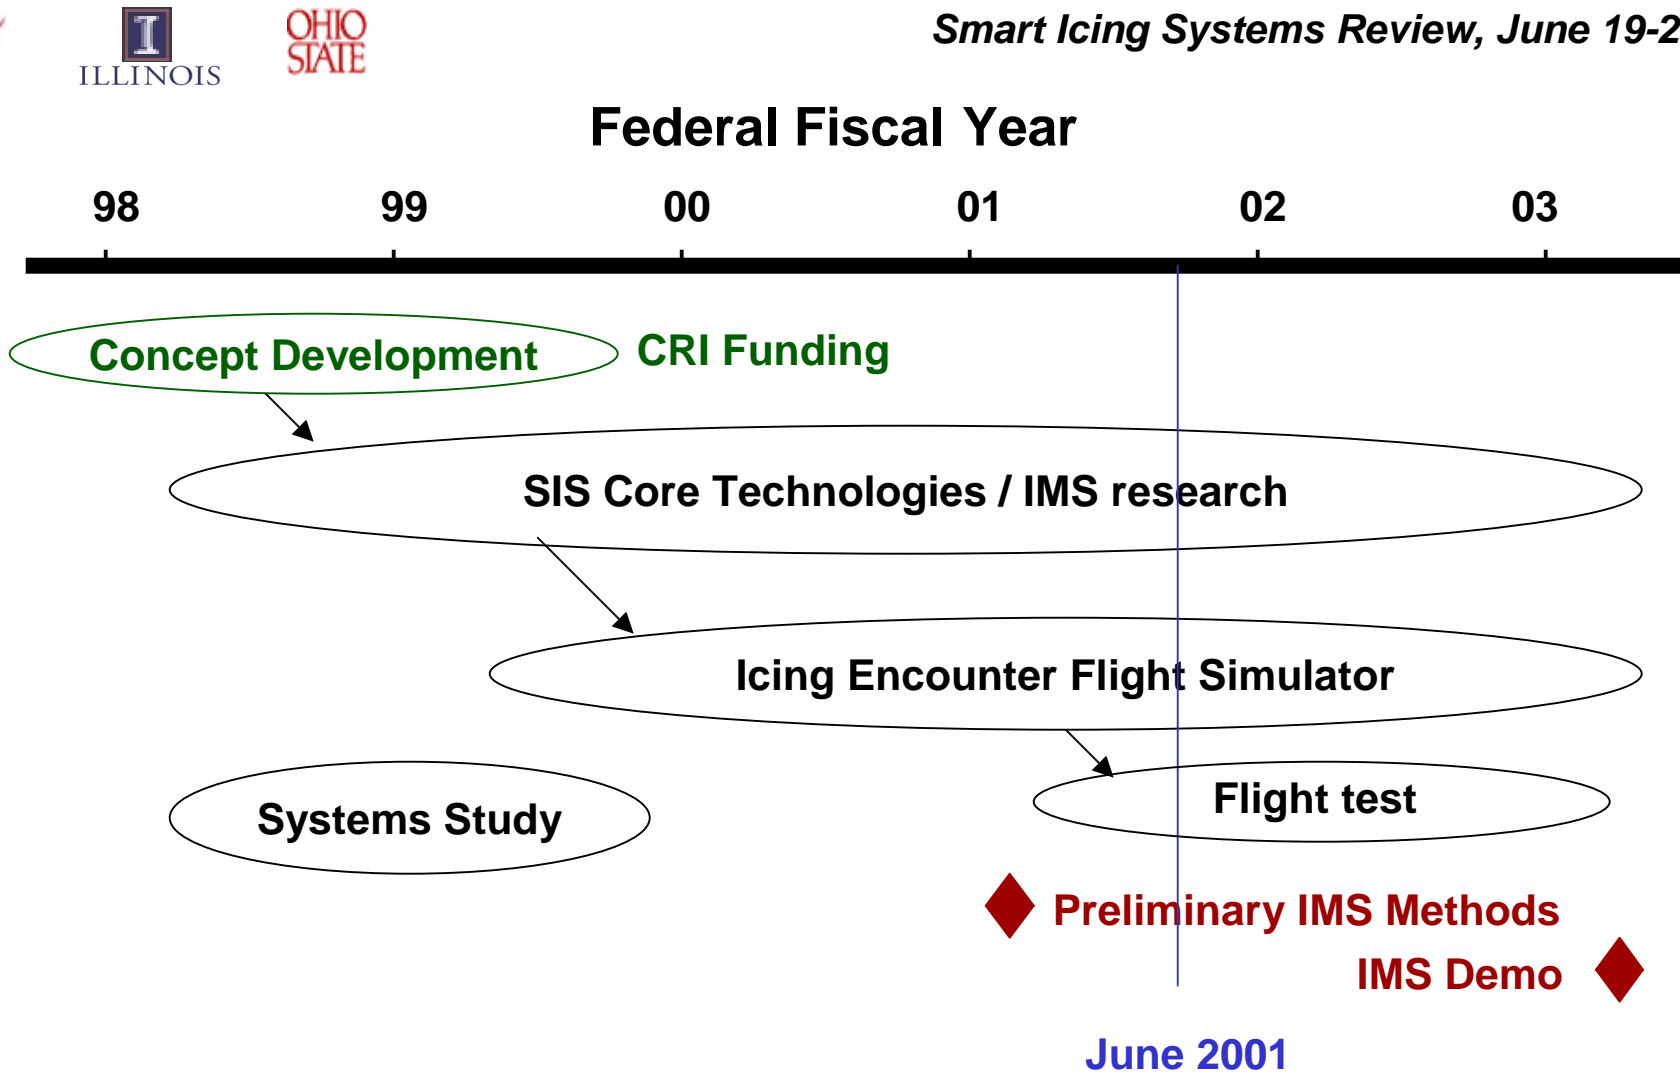 ILLINOIS
OHIO
STATE
Smart Icing Systems Review, June 19-2
Federal Fiscal Year
98 99 00 01 02 03
Concept Development CRI Funding
SIS Core Technologies / IMS research
Icing Encounter Flight Simulator
Systems Study
Flight test
Preliminary IMS Methods
IMS Demo
June 2001